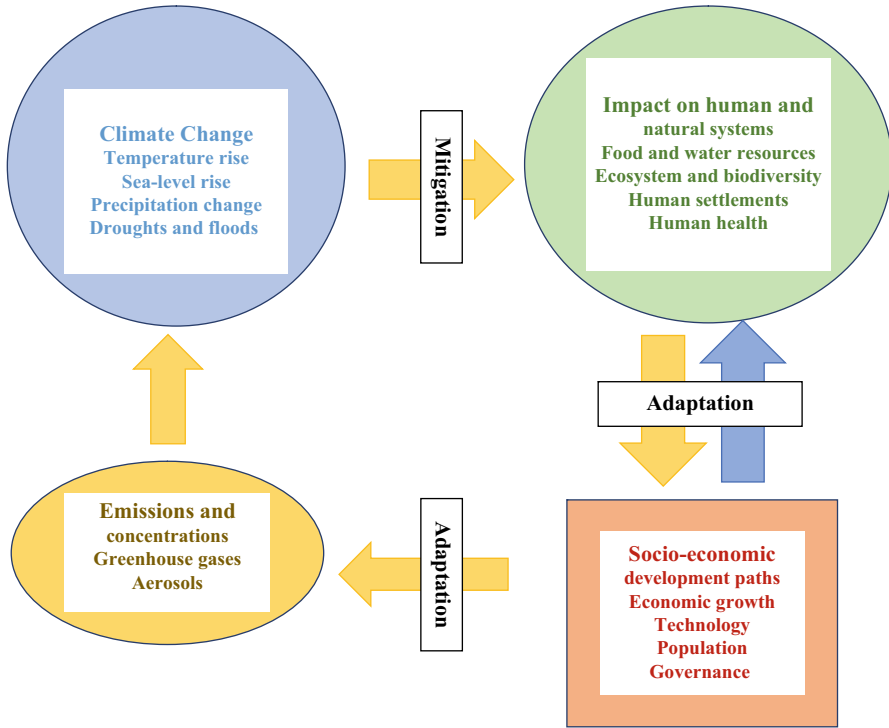 Climate Change
Temperature rise
Sea-level rise
Precipitation change
Droughts and floods
Mitigation
Impact on human and
natural systems
Food and water resources
Ecosystem and biodiversity
Human settlements
Human health
Adaptation
Emissions and
concentrations
Greenhouse gases
Aerosols
Adaptation
Socio-economic
development paths
Economic growth
Technology
Population
Governance